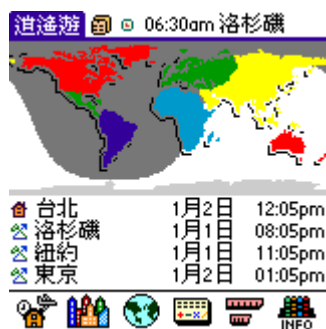 逍遙遊 06:30am 洛杉磯
台北 1月2日 12:05pm
洛杉磯 1月1日 08:05pm
紐約 1月1日 11:05pm
東京 1月2日 01:05pm
INFO